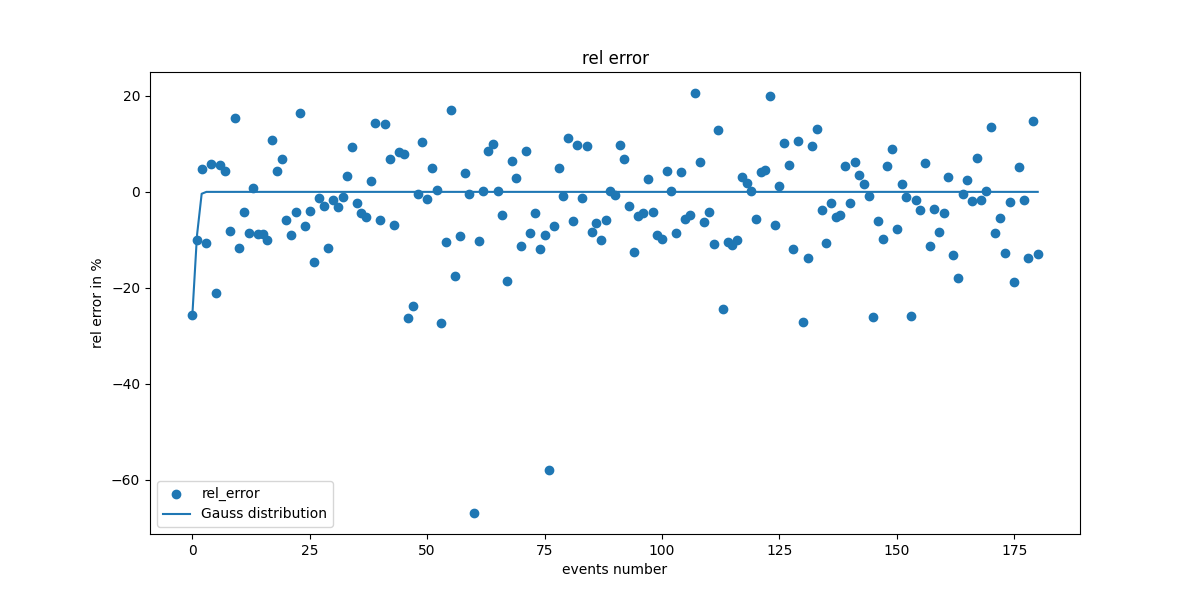 rel error
20
0
−20
−40
−60
rel error in %
rel_error
Gauss distribution
0 25 50 75 100 125 150 175
events number